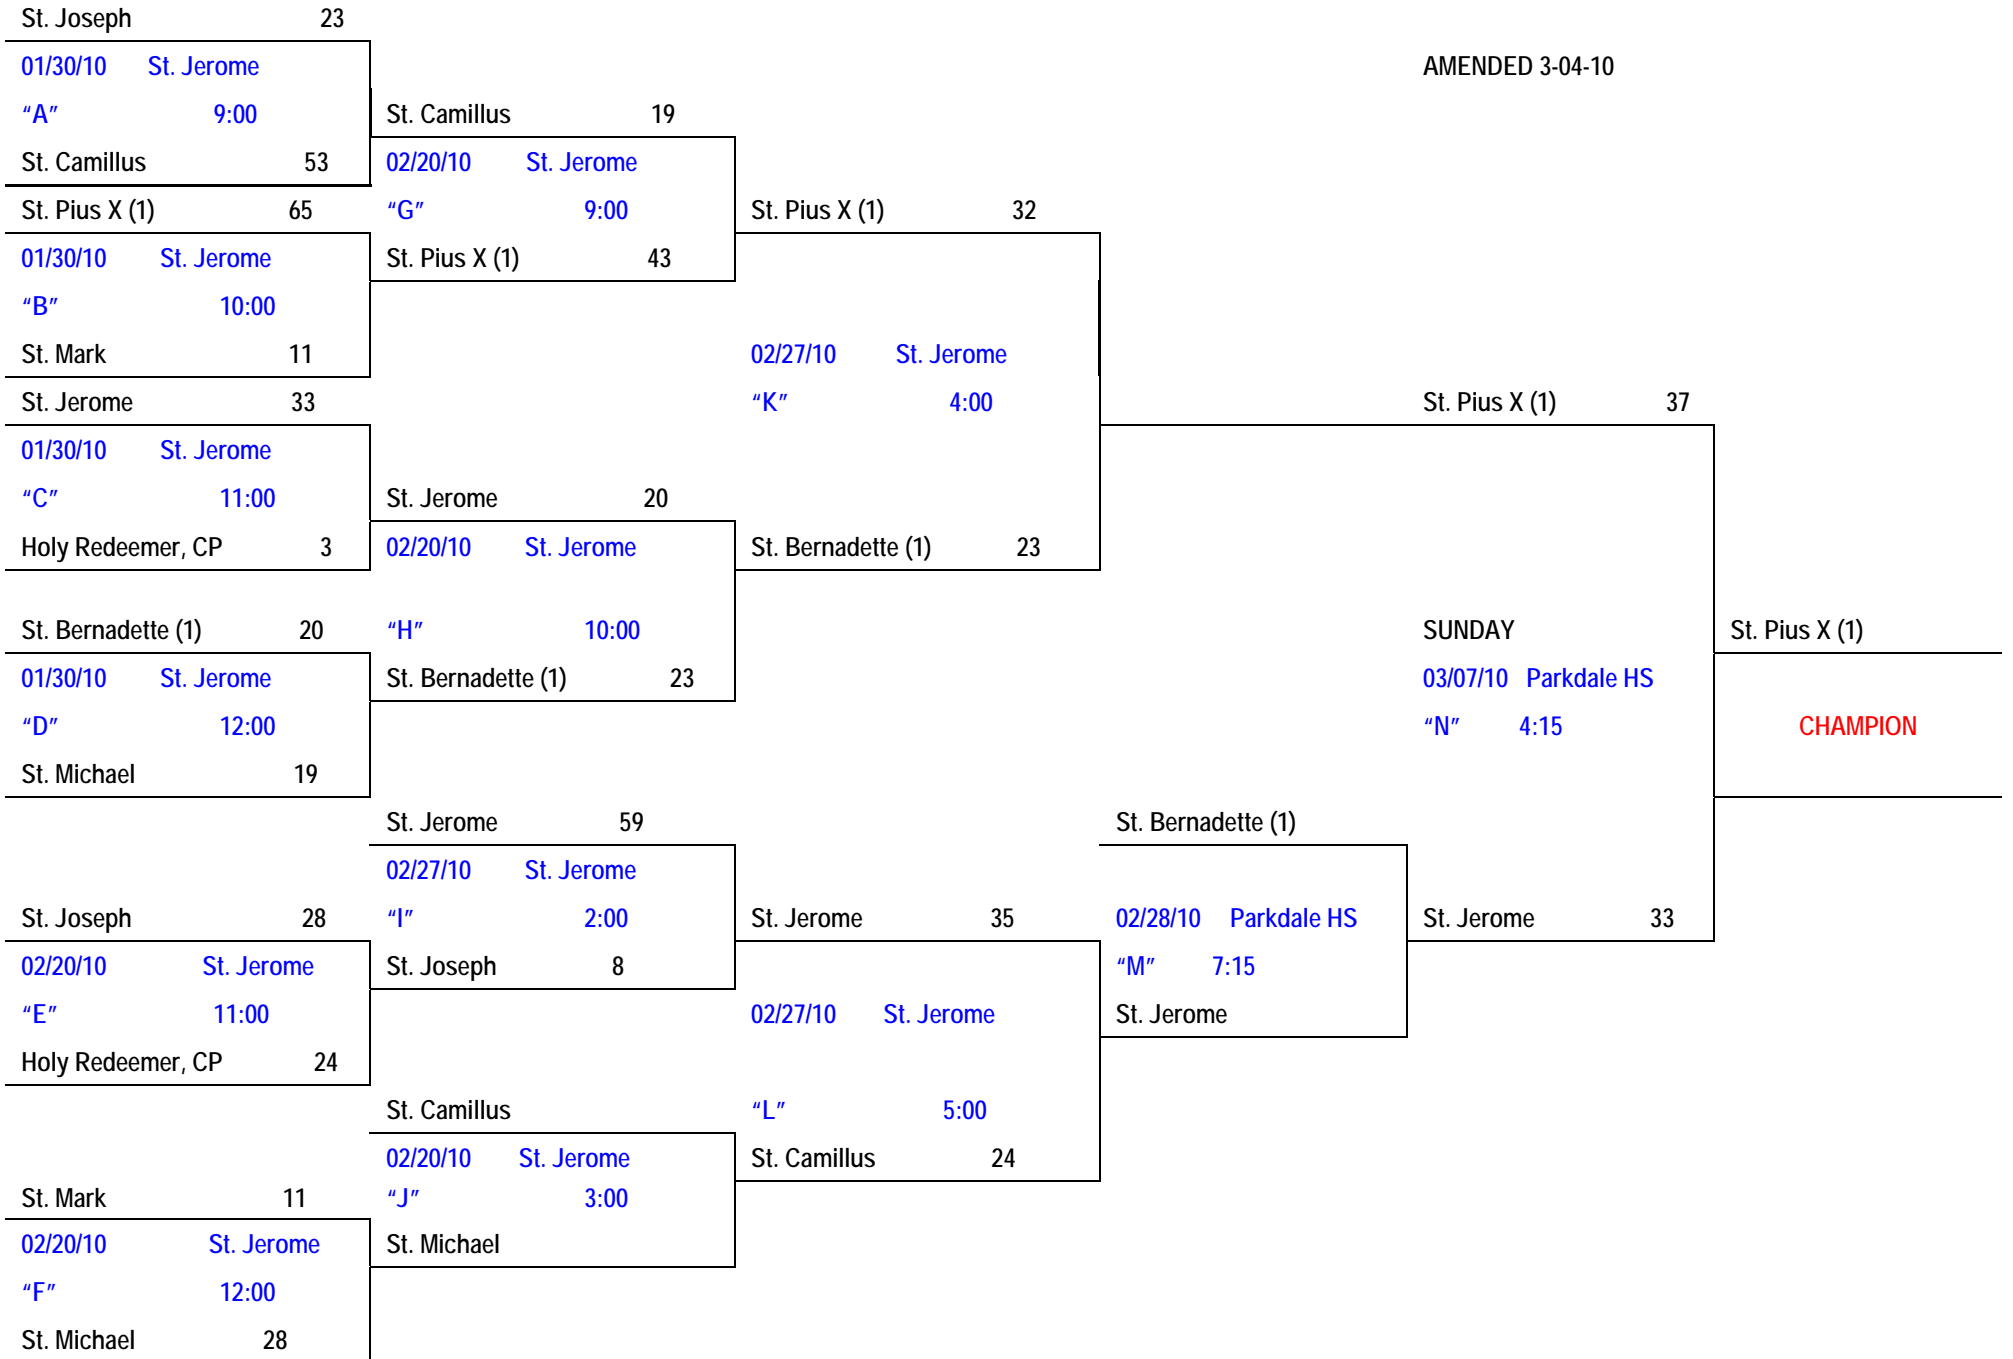 St. Joseph 23
01/30/10 St. Jerome
AMENDED 3-04-10
“A” 9:00
St. Camillus 19
St. Camillus 53
02/20/10 St. Jerome
St. Pius X (1) 65
“G” 9:00
St. Pius X (1) 32
01/30/10 St. Jerome
St. Pius X (1) 43
“B” 10:00
St. Mark 11
02/27/10 St. Jerome
St. Jerome 33
“K” 4:00
St. Pius X (1) 37
01/30/10 St. Jerome
“C” 11:00
St. Jerome 20
Holy Redeemer, CP 3
02/20/10 St. Jerome
St. Bernadette (1) 23
St. Bernadette (1) 20
“H” 10:00
SUNDAY
St. Pius X (1)
01/30/10 St. Jerome
St. Bernadette (1) 23
03/07/10 Parkdale HS
“D” 12:00
“N” 4:15
CHAMPION
St. Michael 19
St. Jerome 59
St. Bernadette (1)
02/27/10 St. Jerome
St. Joseph 28
“I” 2:00
St. Jerome 35
02/28/10 Parkdale HS
St. Jerome 33
02/20/10 St. Jerome
St. Joseph 8
“M” 7:15
“E” 11:00
02/27/10 St. Jerome
St. Jerome
Holy Redeemer, CP 24
St. Camillus
“L” 5:00
02/20/10 St. Jerome
St. Camillus 24
St. Mark 11
“J” 3:00
02/20/10 St. Jerome
St. Michael
“F” 12:00
St. Michael 28